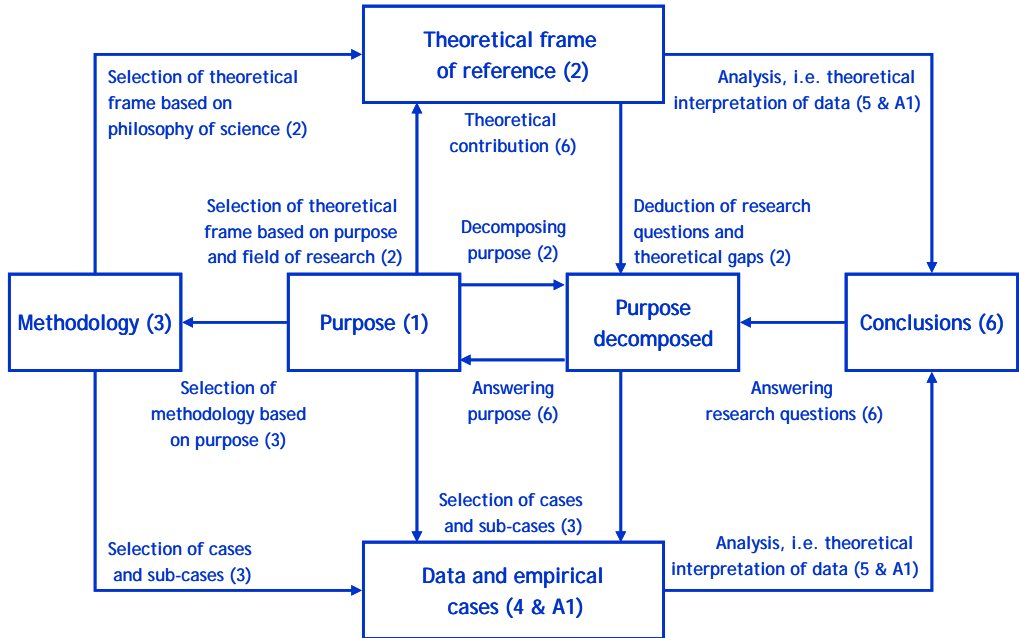 Theoretical frame
of reference (2)
Selection of theoretical
frame based on
philosophy of science (2)
Analysis, i.e. theoretical
interpretation of data (5 & A1)
Theoretical
contribution (6)
Selection of theoretical
frame based on purpose
and field of research (2)
Decomposing
purpose (2)
Deduction of research
questions and
theoretical gaps (2)
Methodology (3)
Purpose (1)
Purpose
decomposed
Conclusions (6)
Selection of
methodology based
on purpose (3)
Answering
purpose (6)
Answering
research questions (6)
Selection of cases
and sub-cases (3)
Selection of cases
and sub-cases (3)
Analysis, i.e. theoretical
interpretation of data (5 & A1)
Data and empirical
cases (4 & A1)